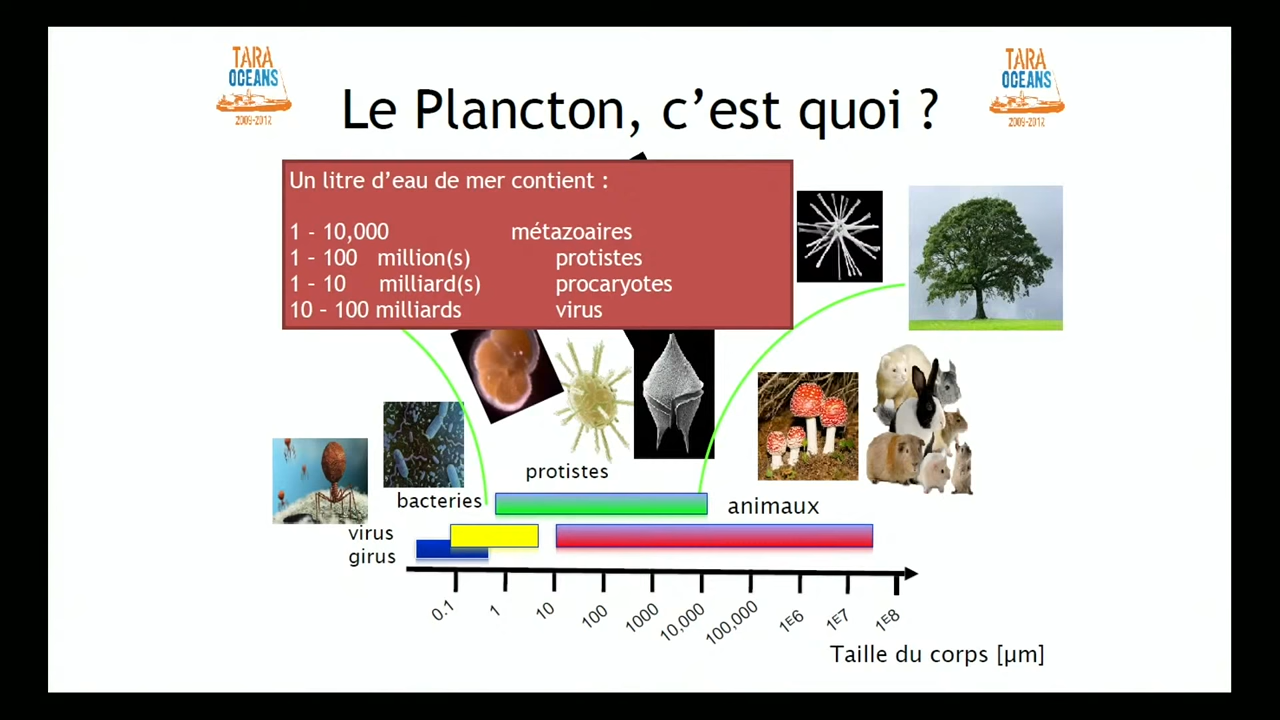 TARA
OCEANS
2009-2012
TARA
OCEANS
2009-2012
Le Plancton, c’est quoi ?
Un litre d’eau de mer contient :
1 - 10,000 métazoaires
1 – 100 million(s) protistes
1 – 10 milliard(s) procaryotes
10 – 100 milliards virus
protistes
bacteries
animaux
virus
girus
0.1 1 10 100 1000 10,000 100,000 1E6 1E7 1E8
Taille du corps [µm]